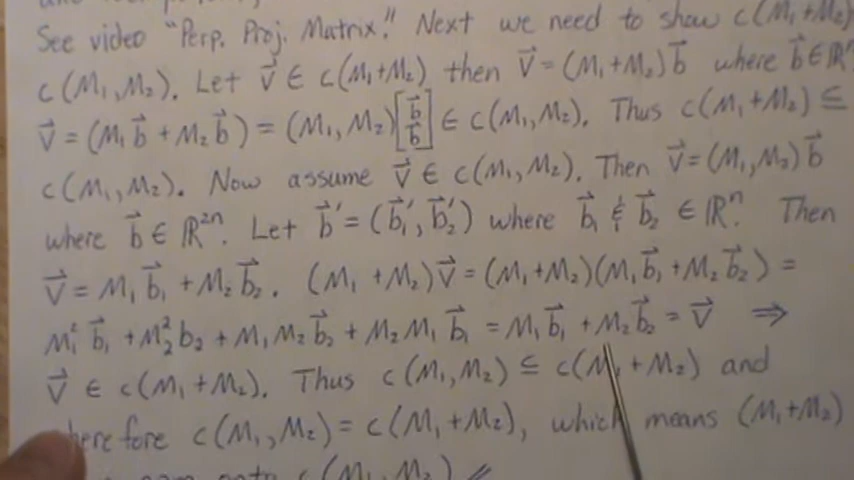 See video "Perp. Proj. Matrix." Next we need to show c(M₁+M₂)
c(M₁,M₂). Let v⃗ ∈ c(M₁+M₂) then v⃗ = (M₁+M₂)b⃗ where b⃗ ∈ ℝⁿ
v⃗ = (M₁b⃗ + M₂b⃗) = (M₁,M₂)[b⃗ b⃗] ∈ c(M₁,M₂). Thus c(M₁+M₂) ⊆
c(M₁,M₂). Now assume v⃗ ∈ c(M₁,M₂). Then v⃗ = (M₁,M₂)b⃗
where b⃗ ∈ ℝ²ⁿ. Let b⃗' = (b⃗₁', b⃗₂') where b⃗₁ & b⃗₂ ∈ ℝⁿ. Then
v⃗ = M₁b⃗₁ + M₂b⃗₂. (M₁+M₂)v⃗ = (M₁+M₂)(M₁b⃗₁ + M₂b⃗₂) =
M₁²b⃗₁ + M₂²b₂ + M₁M₂b⃗₂ + M₂M₁b⃗₁ = M₁b⃗₁ + M₂b⃗₂ = v⃗ ⇒
v⃗ ∈ c(M₁+M₂). Thus c(M₁,M₂) ⊆ c(M₁+M₂) and
herefore c(M₁,M₂) = c(M₁+M₂), which means (M₁+M₂)
onto c(M₁,M₂) //